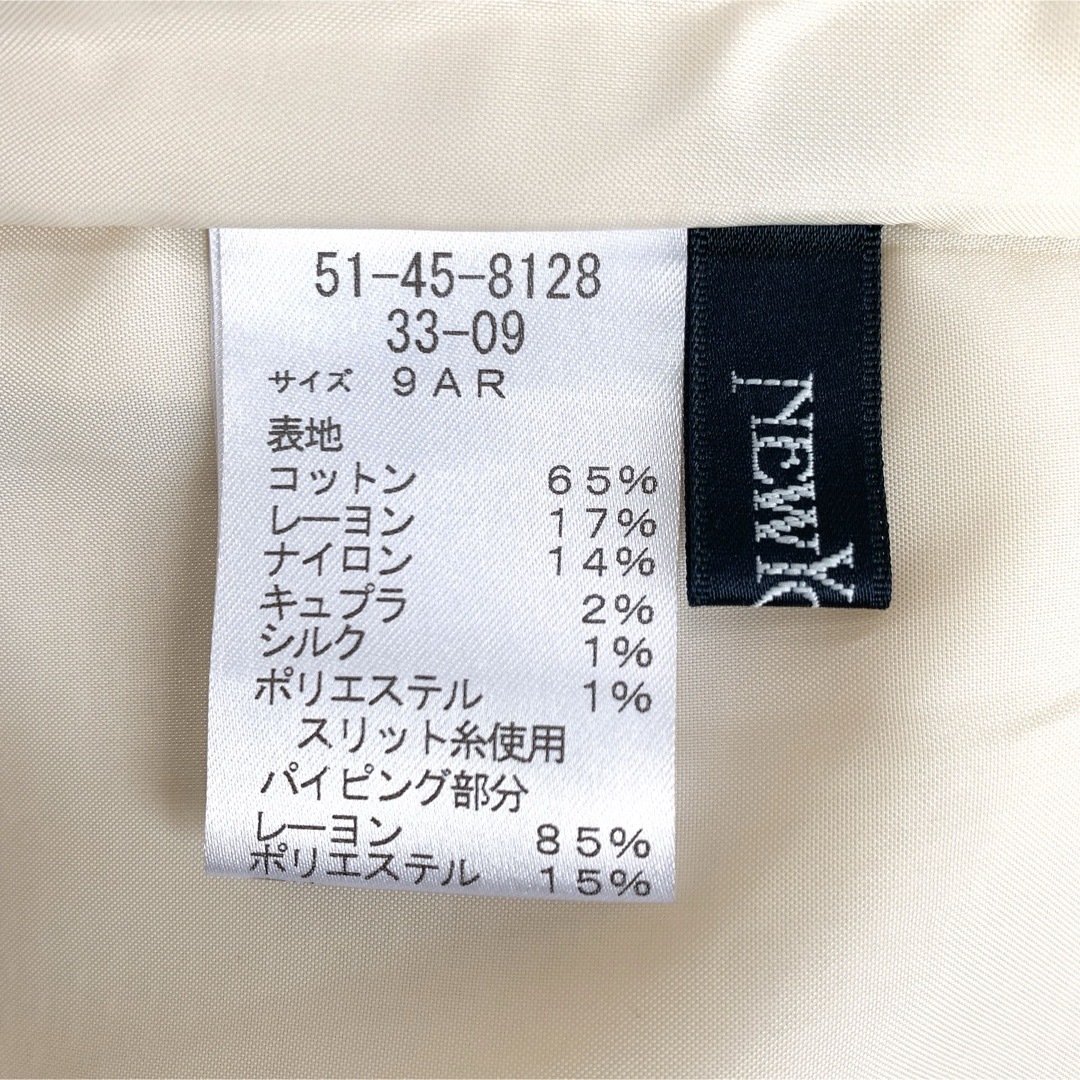 51-45-8128
33-09
サイズ 9AR
表地
コットン 65%
レーヨン 17%
ナイロン 14%
キュプラ 2%
シルク 1%
ポリエステル 1%
スリット糸使用
パイピング部分
レーヨン 85%
ポリエステル 15%
NEWYO